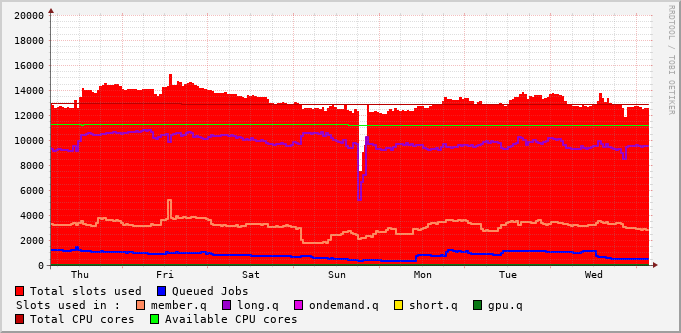 20000
18000
16000
14000
12000
10000
8000
6000
4000
2000
0
Thu Fri Sat Sun Mon Tue Wed
Total slots used Queued Jobs
Slots used in : member.q long.q ondemand.q short.q gpu.q
Total CPU cores Available CPU cores
RRDTOOL / TOBI OETIKER